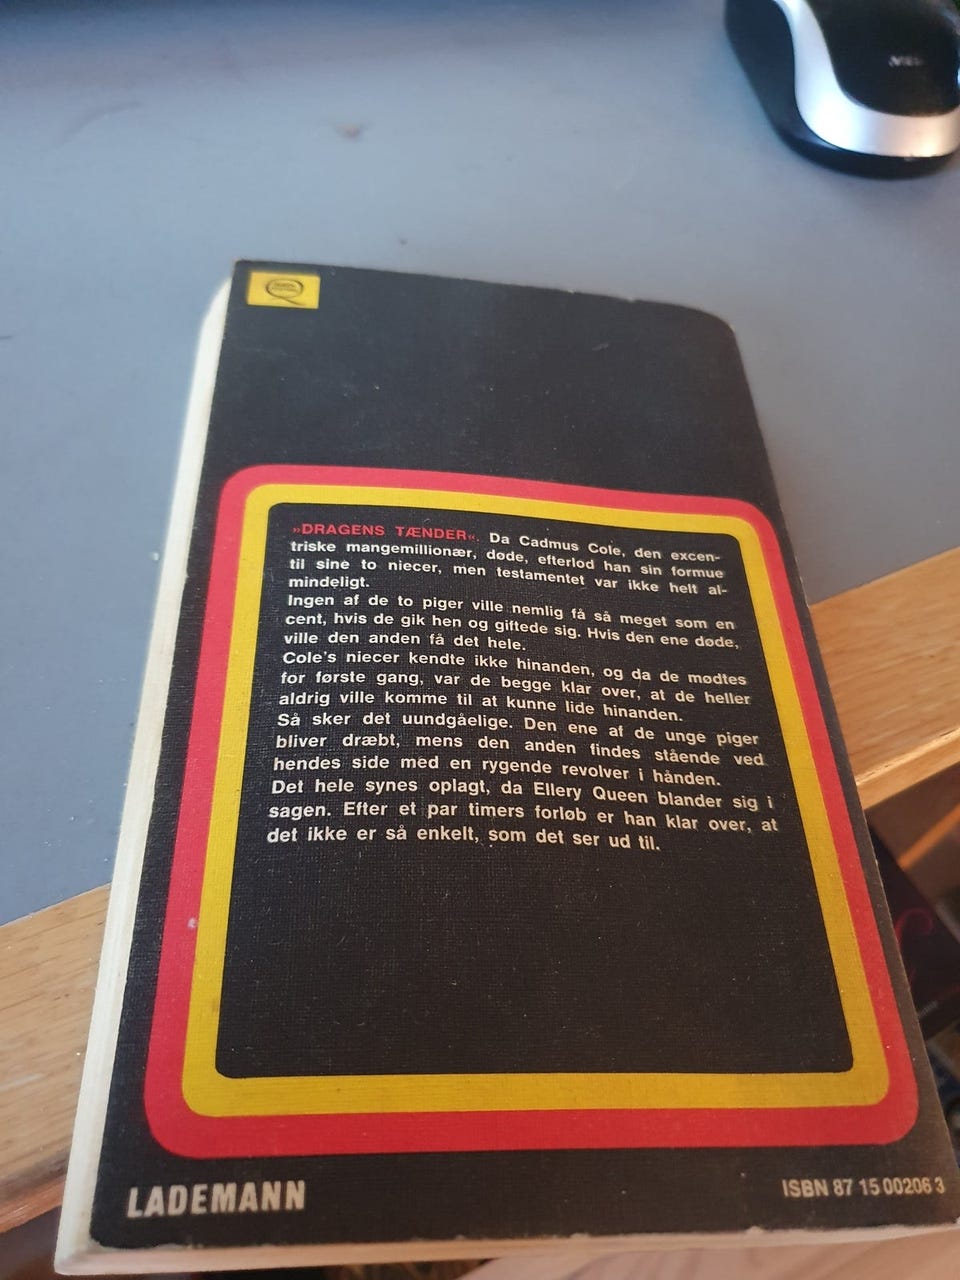 »DRAGENS TÆNDER«. Da Cadmus Cole, den excen-
triske mangemillionær, døde, efterlod han sin formue
til sine to niecer, men testamentet var ikke helt al-
mindeligt.
Ingen af de to piger ville nemlig få så meget som en
cent, hvis de gik hen og giftede sig. Hvis den ene døde,
ville den anden få det hele.
Cole's niecer kendte ikke hinanden, og da de mødtes
for første gang, var de begge klar over, at de heller
aldrig ville komme til at kunne lide hinanden.
Så sker det uundgåelige. Den ene af de unge piger
bliver dræbt, mens den anden findes stående ved
hendes side med en rygende revolver i hånden.
Det hele synes oplagt, da Ellery Queen blander sig i
sagen. Efter et par timers forløb er han klar over, at
det ikke er så enkelt, som det ser ud til.
LADEMANN
ISBN 87 15 00206 3